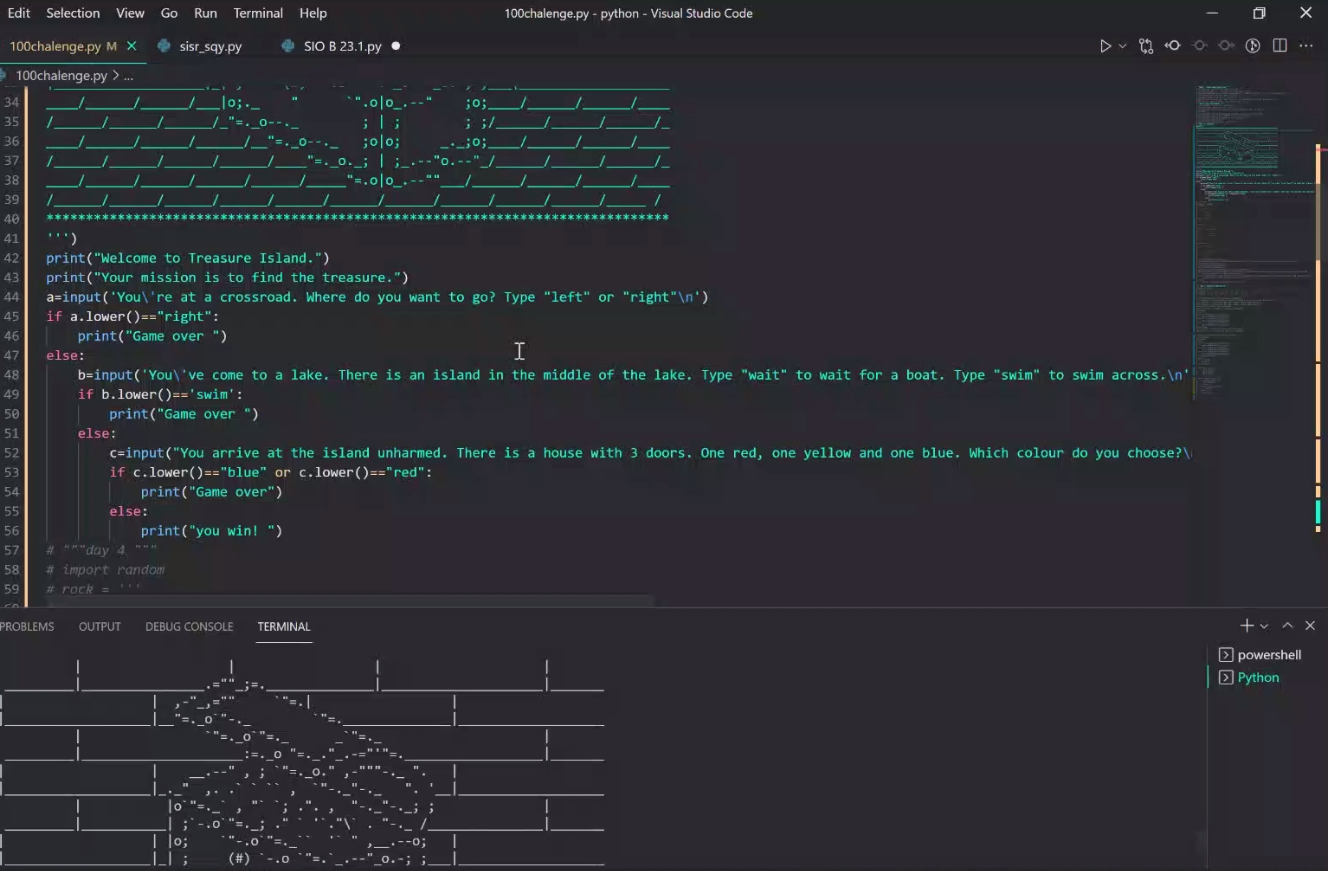 Edit Selection View Go Run Terminal Help 100chalenge.py - python - Visual Studio Code
100chalenge.py M sisr_sqy.py SIO B 23.1.py
100chalenge.py > ...
34 ____/______/______/___|o;._    "      `".o|o_.--"    ;o;____/______/______/____
35 /______/______/______/_"=._o--._        ; | ;        ; ;/______/______/______/_
36 ____/______/______/______/__"=._o--._   ;o|o;     _._;o;____/______/______/____
37 /______/______/______/______/____"=._o._; | ;_.--"o.--"_/______/______/______/_
38 ____/______/______/______/______/_____"=.o|o_.--""___/______/______/______/____
39 /______/______/______/______/______/______/______/______/______/______/_____ /
40 *******************************************************************************
41 ''')
42 print("Welcome to Treasure Island.")
43 print("Your mission is to find the treasure.")
44 a=input('You\'re at a crossroad. Where do you want to go? Type "left" or "right"\n')
45 if a.lower()=="right":
46 print("Game over ")
47 else:
48 b=input('You\'ve come to a lake. There is an island in the middle of the lake. Type "wait" to wait for a boat. Type "swim" to swim across.\n'
49 if b.lower()=='swim':
50 print("Game over ")
51 else:
52 c=input("You arrive at the island unharmed. There is a house with 3 doors. One red, one yellow and one blue. Which colour do you choose?\
53 if c.lower()=="blue" or c.lower()=="red":
54 print("Game over")
55 else:
56 print("you win! ")
57 # """day 4 """
58 # import random
59 # rock = '''
PROBLEMS OUTPUT DEBUG CONSOLE TERMINAL
powershell
Python